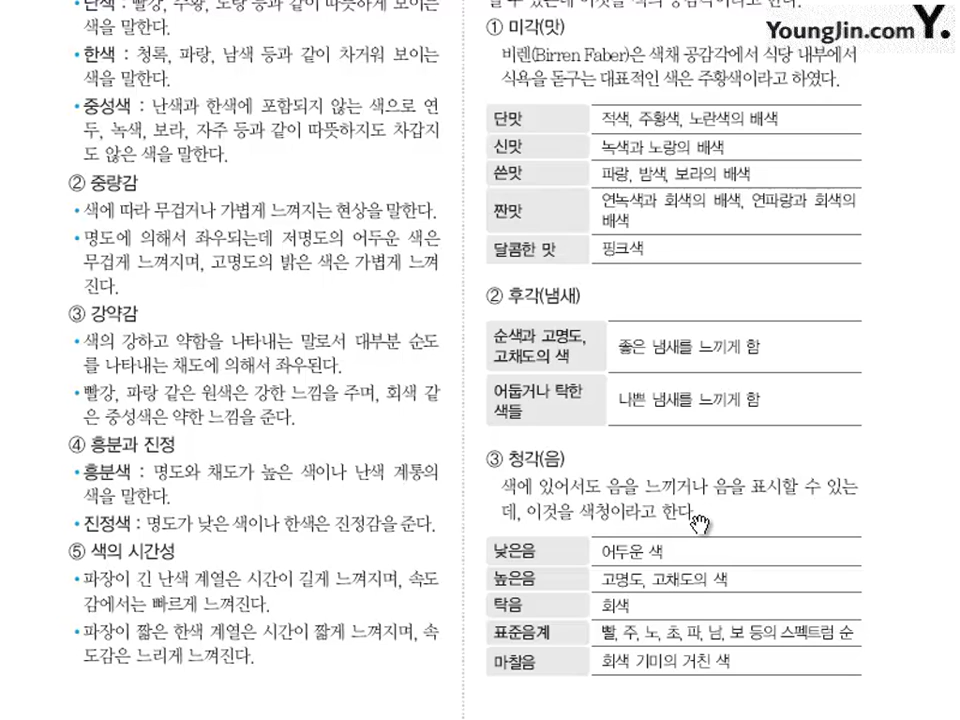 난색 : 빨강, 주황, 노랑 등과 같이 따뜻하게 보이는
색을 말한다.
• 한색 : 청록, 파랑, 남색 등과 같이 차거워 보이는
색을 말한다.
• 중성색 : 난색과 한색에 포함되지 않는 색으로 연
두, 녹색, 보라, 자주 등과 같이 따뜻하지도 차갑지
도 않은 색을 말한다.
② 중량감
• 색에 따라 무겁거나 가볍게 느껴지는 현상을 말한다.
• 명도에 의해서 좌우되는데 저명도의 어두운 색은
무겁게 느껴지며, 고명도의 밝은 색은 가볍게 느껴
진다.
③ 강약감
• 색의 강하고 약함을 나타내는 말로서 대부분 순도
를 나타내는 채도에 의해서 좌우된다.
• 빨강, 파랑 같은 원색은 강한 느낌을 주며, 회색 같
은 중성색은 약한 느낌을 준다.
④ 흥분과 진정
• 흥분색 : 명도와 채도가 높은 색이나 난색 계통의
색을 말한다.
• 진정색 : 명도가 낮은 색이나 한색은 진정감을 준다.
⑤ 색의 시간성
• 파장이 긴 난색 계열은 시간이 길게 느껴지며, 속도
감에서는 빠르게 느껴진다.
• 파장이 짧은 한색 계열은 시간이 짧게 느껴지며, 속
도감은 느리게 느껴진다.
YoungJin.com Y.
① 미각(맛)
비렌(Birren Faber)은 색채 공감각에서 식당 내부에서
식욕을 돋구는 대표적인 색은 주황색이라고 하였다.
단맛 적색, 주황색, 노란색의 배색
신맛 녹색과 노랑의 배색
쓴맛 파랑, 밤색, 보라의 배색
짠맛 연녹색과 회색의 배색, 연파랑과 회색의
배색
달콤한 맛 핑크색
② 후각(냄새)
순색과 고명도,
고채도의 색 좋은 냄새를 느끼게 함
어둡거나 탁한
색들 나쁜 냄새를 느끼게 함
③ 청각(음)
색에 있어서도 음을 느끼거나 음을 표시할 수 있는
데, 이것을 색청이라고 한다.
낮은음 어두운 색
높은음 고명도, 고채도의 색
탁음 회색
표준음계 빨, 주, 노, 초, 파, 남, 보 등의 스펙트럼 순
마찰음 회색 기미의 거친 색